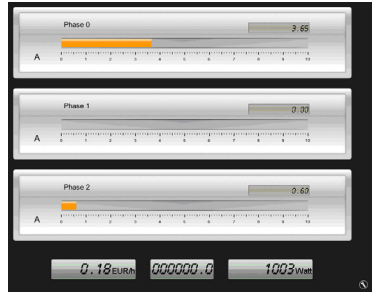 Phase 0
3.65
A
0 1 2 3 4 5 6 7 8 9 10
Phase 1
0.00
A
0 1 2 3 4 5 6 7 8 9 10
Phase 2
0.60
A
0 1 2 3 4 5 6 7 8 9 10
0.18 EUR/h 000000.0 1003 Watt